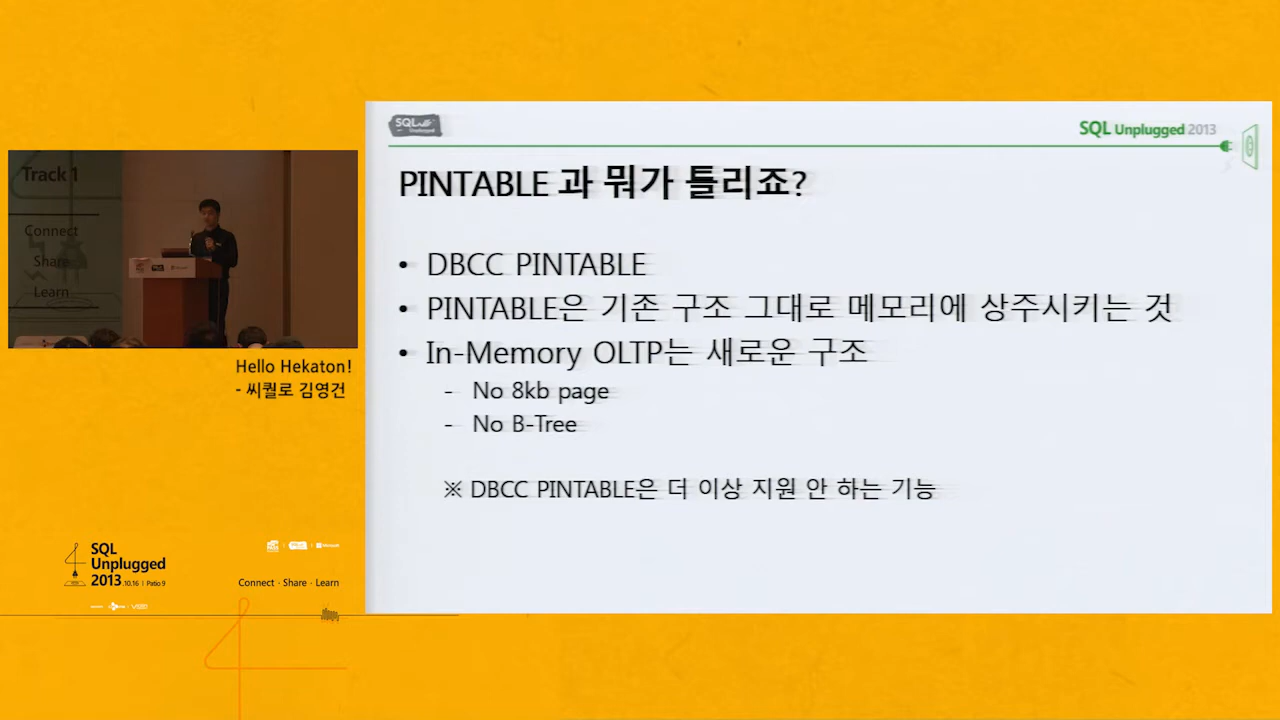 Track 1
Connect
Share
Learn
Hello Hekaton!
- 씨퀄로 김영건
SQL
Unplugged
2013.10.16 | Patio 9
Connect · Share · Learn
SQL Unplugged 2013
PINTABLE 과 뭐가 틀리죠?
• DBCC PINTABLE
• PINTABLE은 기존 구조 그대로 메모리에 상주시키는 것
• In-Memory OLTP는 새로운 구조
- No 8kb page
- No B-Tree
※ DBCC PINTABLE은 더 이상 지원 안 하는 기능